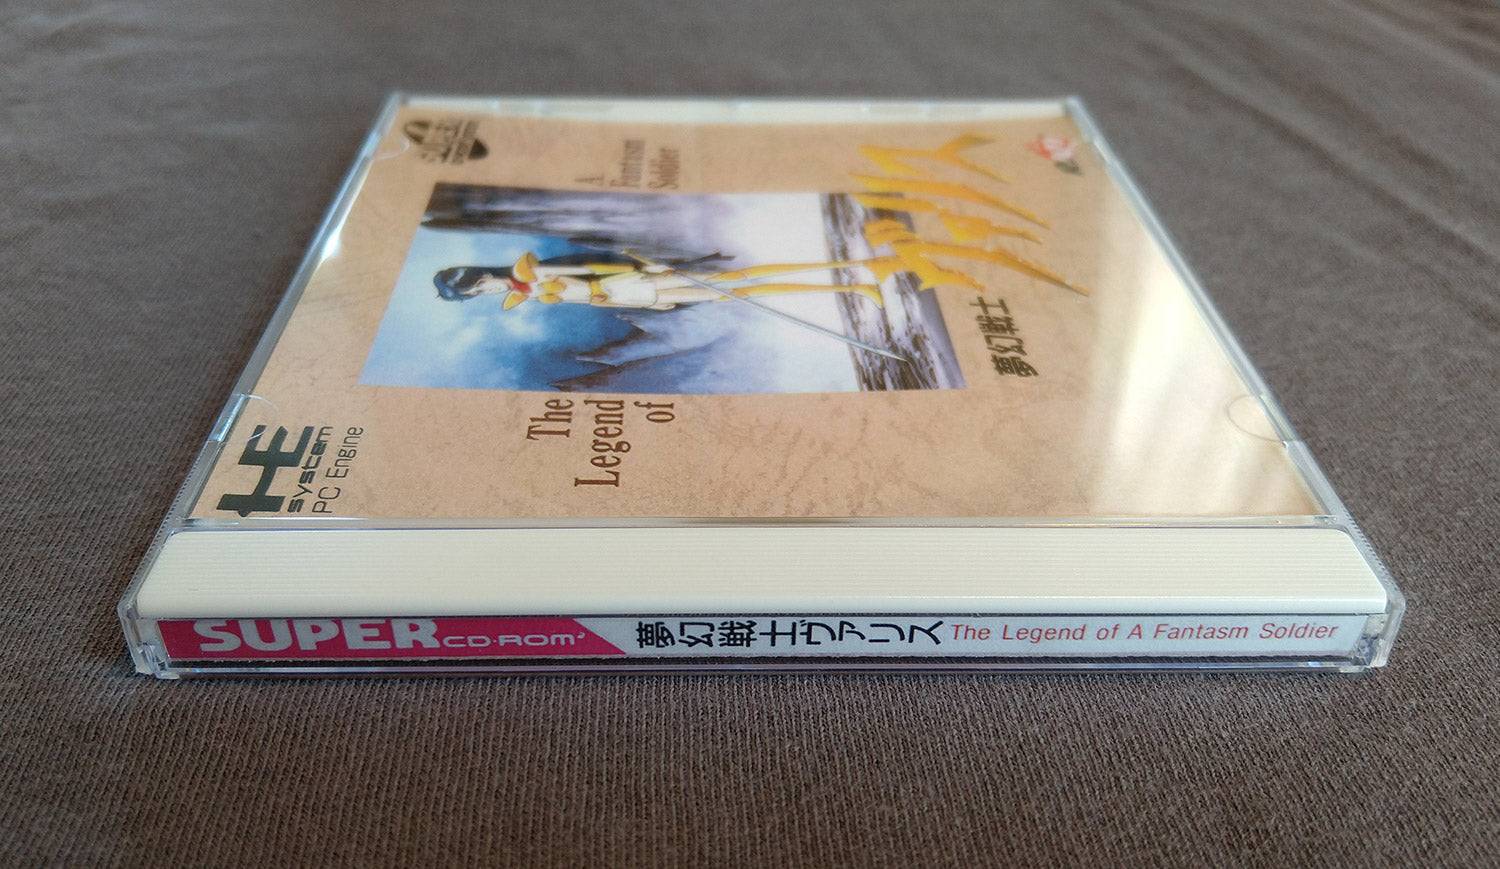 SUPER CD-ROM² 夢幻戦士ヴァリス The Legend of A Fantasm Soldier
HE
system
PC Engine
The
Legend
of
A
Fantasm
Soldier
夢幻戦士